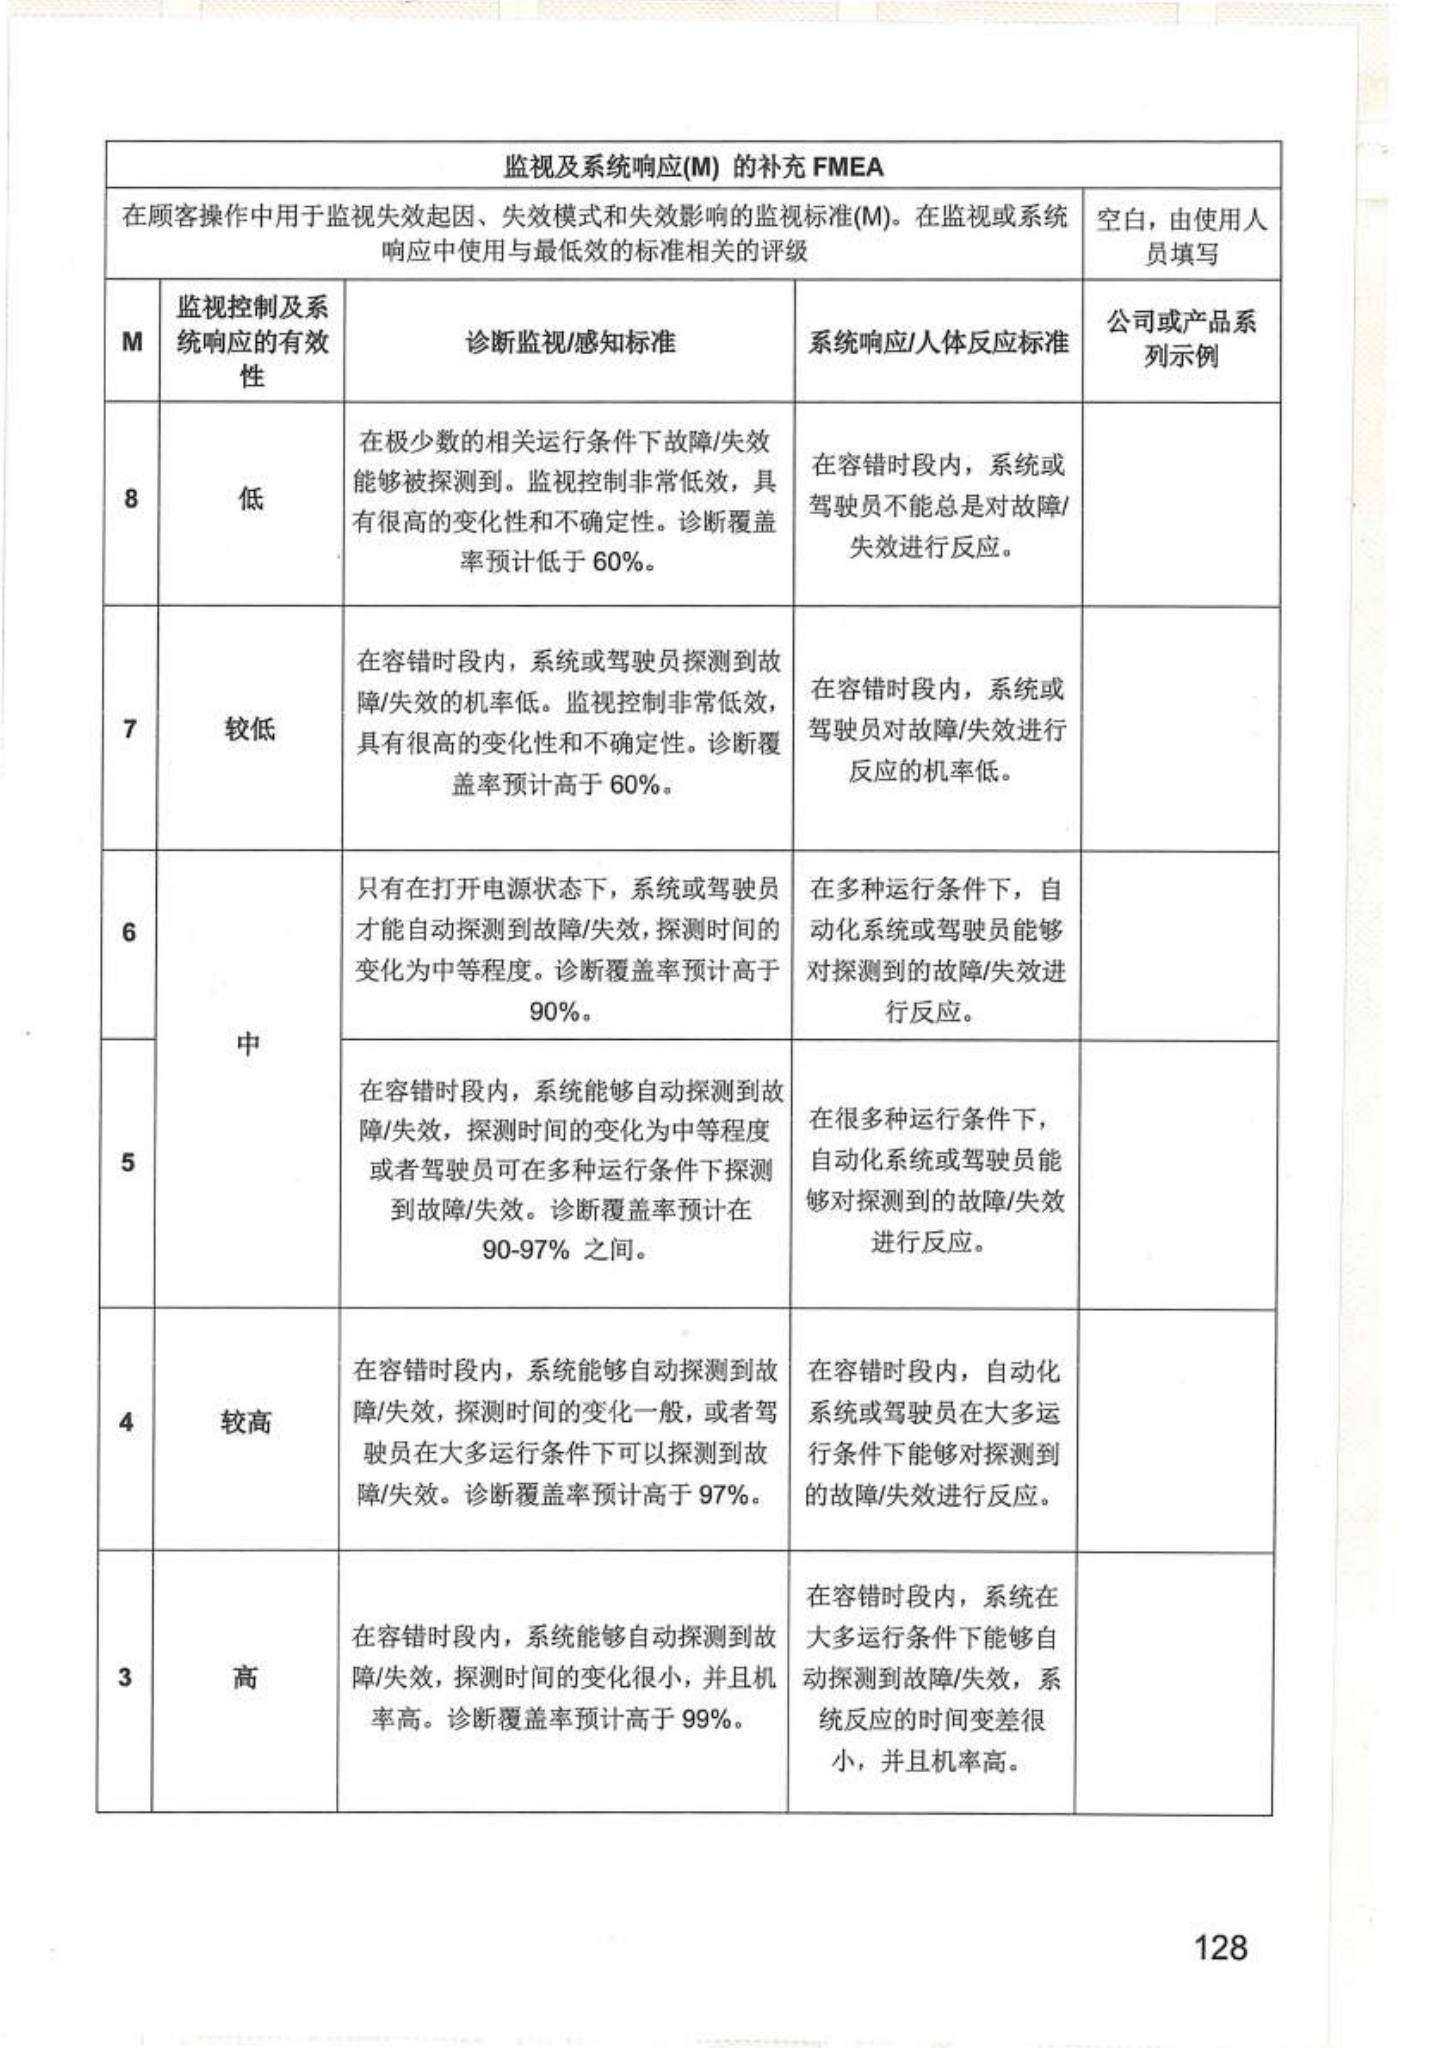 监视及系统响应(M) 的补充 FMEA
在顾客操作中用于监视失效起因、失效模式和失效影响的监视标准(M)。在监视或系统
响应中使用与最低效的标准相关的评级
空白，由使用人
员填写
M
监视控制及系
统响应的有效
性
诊断监视/感知标准
系统响应/人体反应标准
公司或产品系
列示例
8
低
在极少数的相关运行条件下故障/失效
能够被探测到。监视控制非常低效，具
有很高的变化性和不确定性。诊断覆盖
率预计低于 60%。
在容错时段内，系统或
驾驶员不能总是对故障/
失效进行反应。
7
较低
在容错时段内，系统或驾驶员探测到故
障/失效的机率低。监视控制非常低效，
具有很高的变化性和不确定性。诊断覆
盖率预计高于 60%。
在容错时段内，系统或
驾驶员对故障/失效进行
反应的机率低。
6
中
只有在打开电源状态下，系统或驾驶员
才能自动探测到故障/失效，探测时间的
变化为中等程度。诊断覆盖率预计高于
90%。
在多种运行条件下，自
动化系统或驾驶员能够
对探测到的故障/失效进
行反应。
5
在容错时段内，系统能够自动探测到故
障/失效，探测时间的变化为中等程度
或者驾驶员可在多种运行条件下探测
到故障/失效。诊断覆盖率预计在
90-97% 之间。
在很多种运行条件下，
自动化系统或驾驶员能
够对探测到的故障/失效
进行反应。
4
较高
在容错时段内，系统能够自动探测到故
障/失效，探测时间的变化一般，或者驾
驶员在大多运行条件下可以探测到故
障/失效。诊断覆盖率预计高于 97%。
在容错时段内，自动化
系统或驾驶员在大多运
行条件下能够对探测到
的故障/失效进行反应。
3
高
在容错时段内，系统能够自动探测到故
障/失效，探测时间的变化很小，并且机
率高。诊断覆盖率预计高于 99%。
在容错时段内，系统在
大多运行条件下能够自
动探测到故障/失效，系
统反应的时间变差很
小，并且机率高。
128